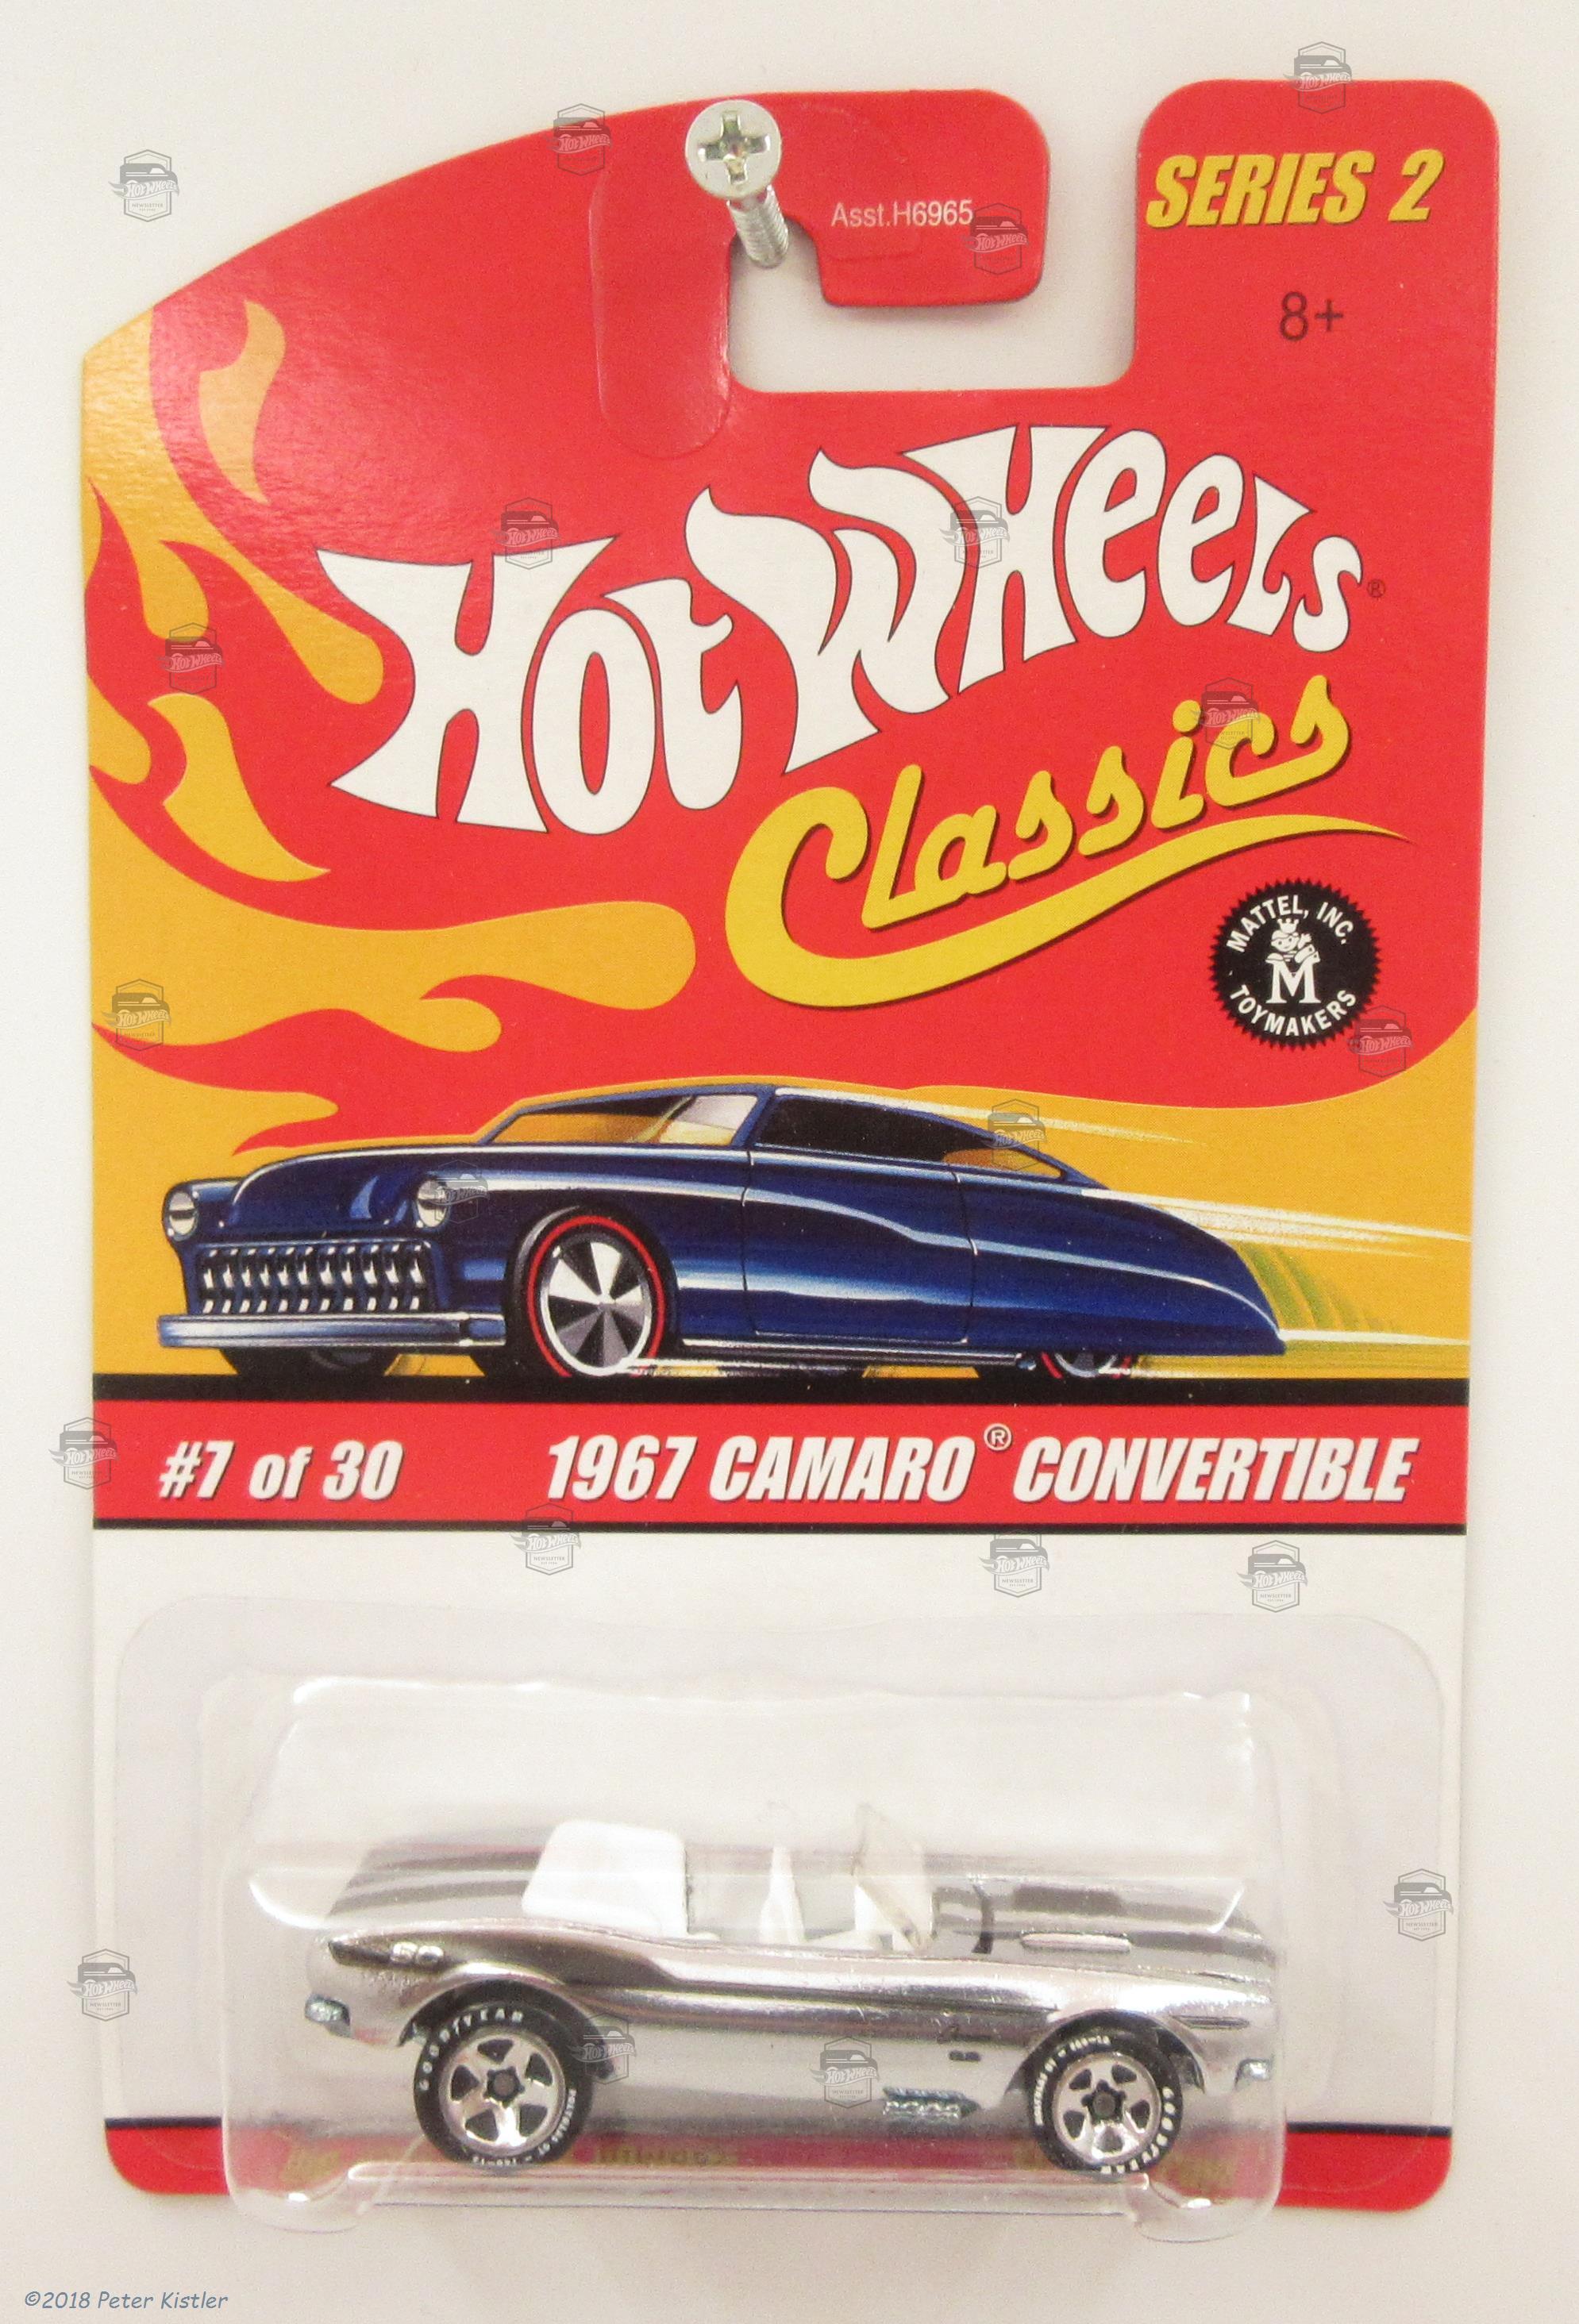 Asst.H6965
SERIES 2
8+
HOT WHEELS®
Classics
MATTEL, INC.
M
TOYMAKERS
#7 of 30
1967 CAMARO® CONVERTIBLE
GOODYEAR
GOODYEAR
©2018 Peter Kistler